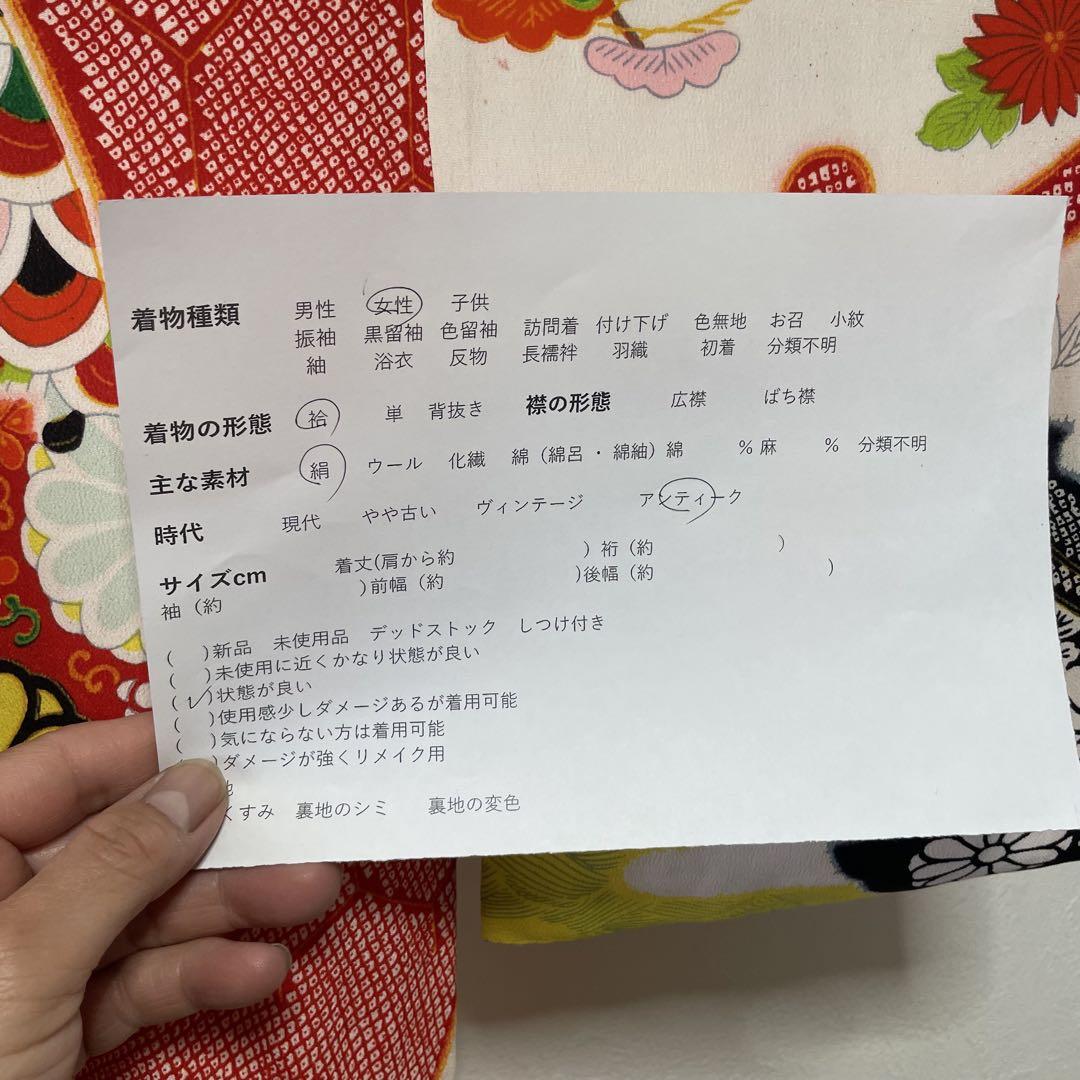 着物種類 男性 女性 子供
振袖 黒留袖 色留袖 訪問着 付け下げ 色無地 お召 小紋
紬 浴衣 反物 長襦袢 羽織 初着 分類不明
着物の形態 袷 単 背抜き 襟の形態 広襟 ばち襟
主な素材 絹 ウール 化繊 綿（綿呂・綿紬）綿 %麻 % 分類不明
時代 現代 やや古い ヴィンテージ アンティーク
サイズcm 着丈(肩から約 ）裄（約 ）
袖（約 )前幅（約 )後幅（約 )
( )新品 未使用品 デッドストック しつけ付き
( )未使用に近くかなり状態が良い
(✓)状態が良い
( )使用感少しダメージあるが着用可能
( )気にならない方は着用可能
( )ダメージが強くリメイク用
くすみ 裏地のシミ 裏地の変色